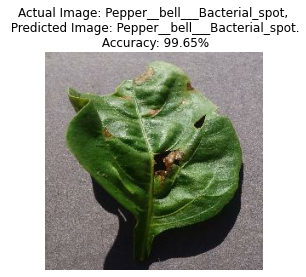 Actual Image: Pepper__bell___Bacterial_spot,
Predicted Image: Pepper__bell___Bacterial_spot.
Accuracy: 99.65%